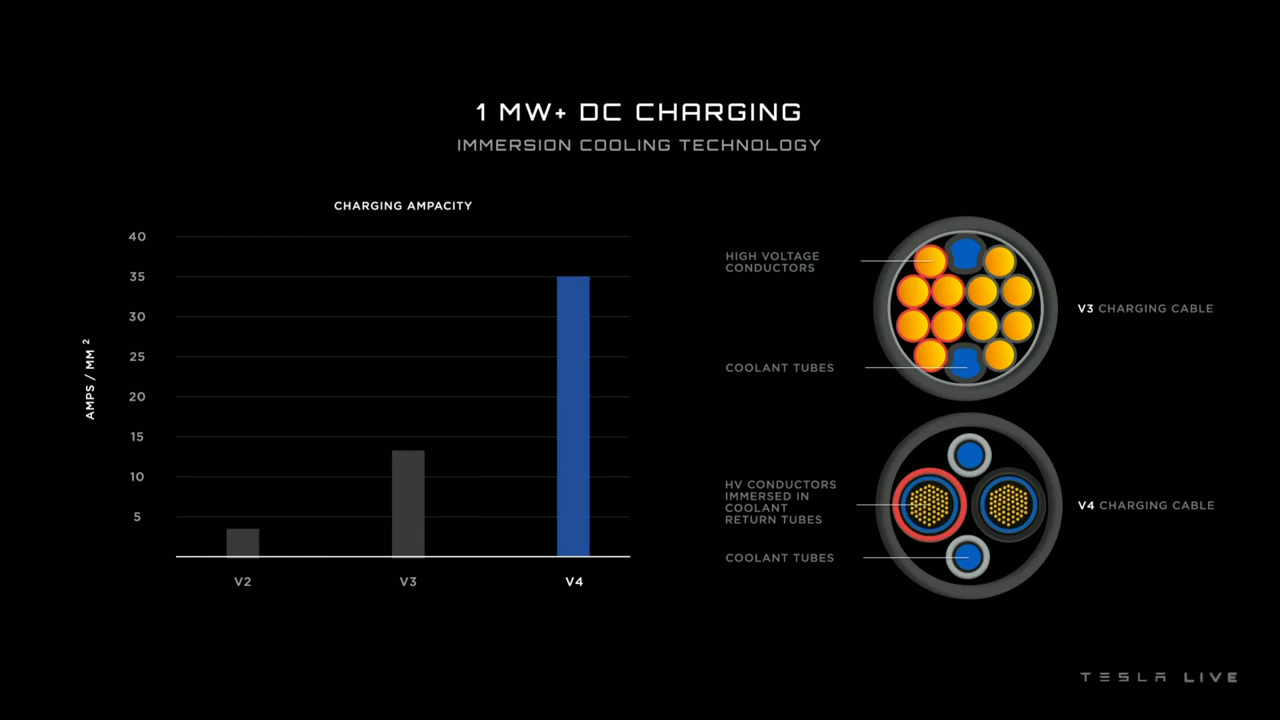 1 MW+ DC CHARGING
IMMERSION COOLING TECHNOLOGY
CHARGING AMPACITY
AMPS / MM²
40
35
30
25
20
15
10
5
V2
V3
V4
HIGH VOLTAGE
CONDUCTORS
COOLANT TUBES
V3 CHARGING CABLE
HV CONDUCTORS
IMMERSED IN
COOLANT
RETURN TUBES
COOLANT TUBES
V4 CHARGING CABLE
TESLA LIVE